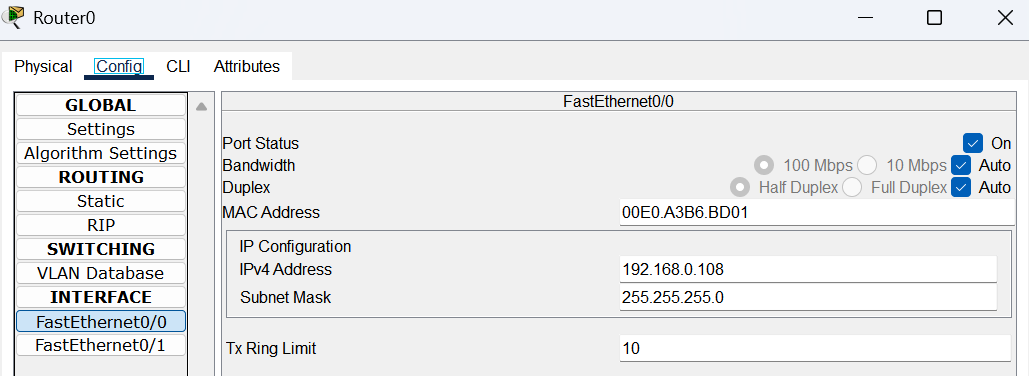 Router0
Physical Config CLI Attributes
GLOBAL
Settings
Algorithm Settings
ROUTING
Static
RIP
SWITCHING
VLAN Database
INTERFACE
FastEthernet0/0
FastEthernet0/1
FastEthernet0/0
Port Status On
Bandwidth 100 Mbps 10 Mbps Auto
Duplex Half Duplex Full Duplex Auto
MAC Address 00E0.A3B6.BD01
IP Configuration
IPv4 Address 192.168.0.108
Subnet Mask 255.255.255.0
Tx Ring Limit 10